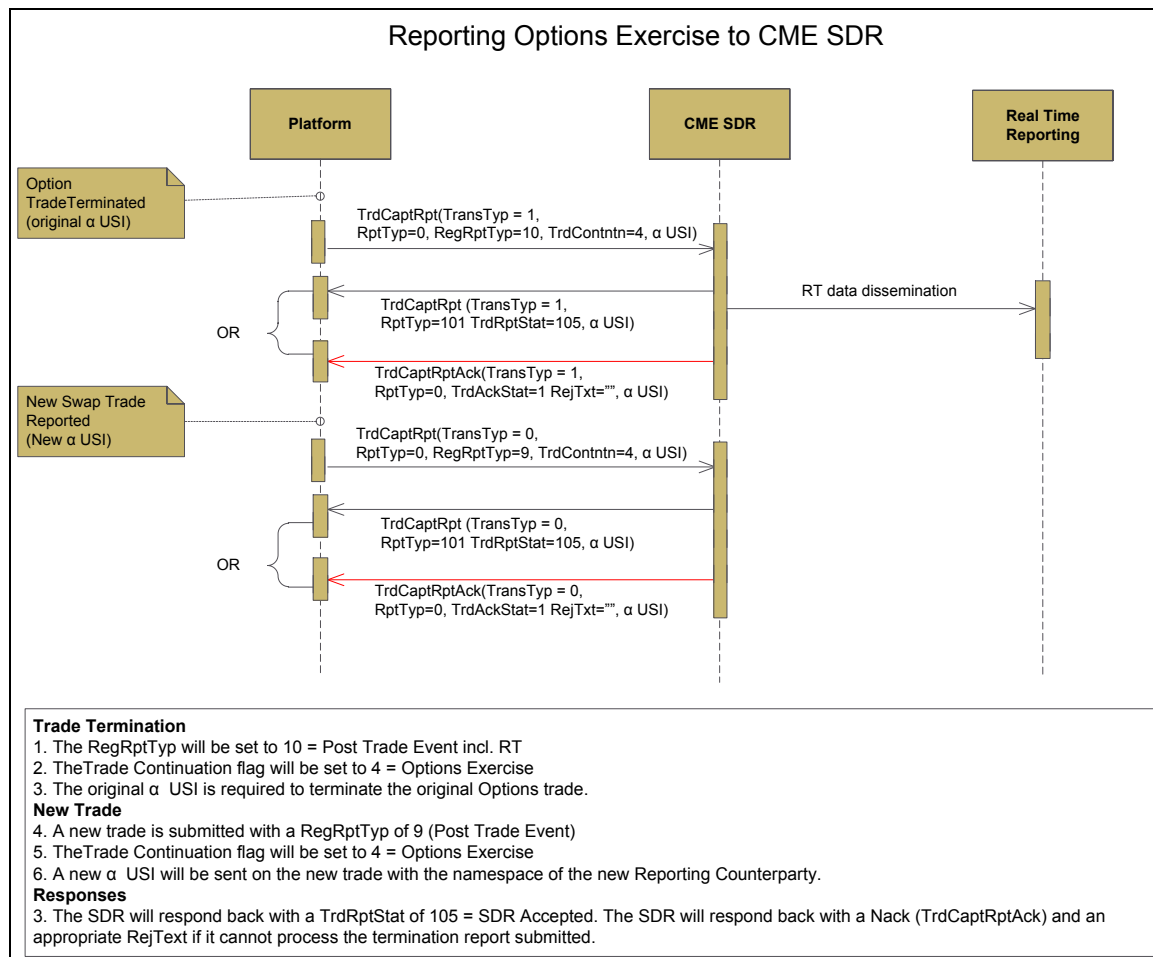 Reporting Options Exercise to CME SDR
Platform
CME SDR
Real Time
Reporting
Option
TradeTerminated
(original α USI)
TrdCaptRpt(TransTyp = 1,
RptTyp=0, RegRptTyp=10, TrdContntn=4, α USI)
RT data dissemination
TrdCaptRpt (TransTyp = 1,
RptTyp=101 TrdRptStat=105, α USI)
OR
TrdCaptRptAck(TransTyp = 1,
RptTyp=0, TrdAckStat=1 RejTxt="", α USI)
New Swap Trade
Reported
(New α USI)
TrdCaptRpt(TransTyp = 0,
RptTyp=0, RegRptTyp=9, TrdContntn=4, α USI)
TrdCaptRpt (TransTyp = 0,
RptTyp=101 TrdRptStat=105, α USI)
OR
TrdCaptRptAck(TransTyp = 0,
RptTyp=0, TrdAckStat=1 RejTxt="", α USI)
Trade Termination
1. The RegRptTyp will be set to 10 = Post Trade Event incl. RT
2. TheTrade Continuation flag will be set to 4 = Options Exercise
3. The original α  USI is required to terminate the original Options trade.
New Trade
4. A new trade is submitted with a RegRptTyp of 9 (Post Trade Event)
5. TheTrade Continuation flag will be set to 4 = Options Exercise
6. A new α  USI will be sent on the new trade with the namespace of the new Reporting Counterparty.
Responses
3. The SDR will respond back with a TrdRptStat of 105 = SDR Accepted. The SDR will respond back with a Nack (TrdCaptRptAck) and an
appropriate RejText if it cannot process the termination report submitted.